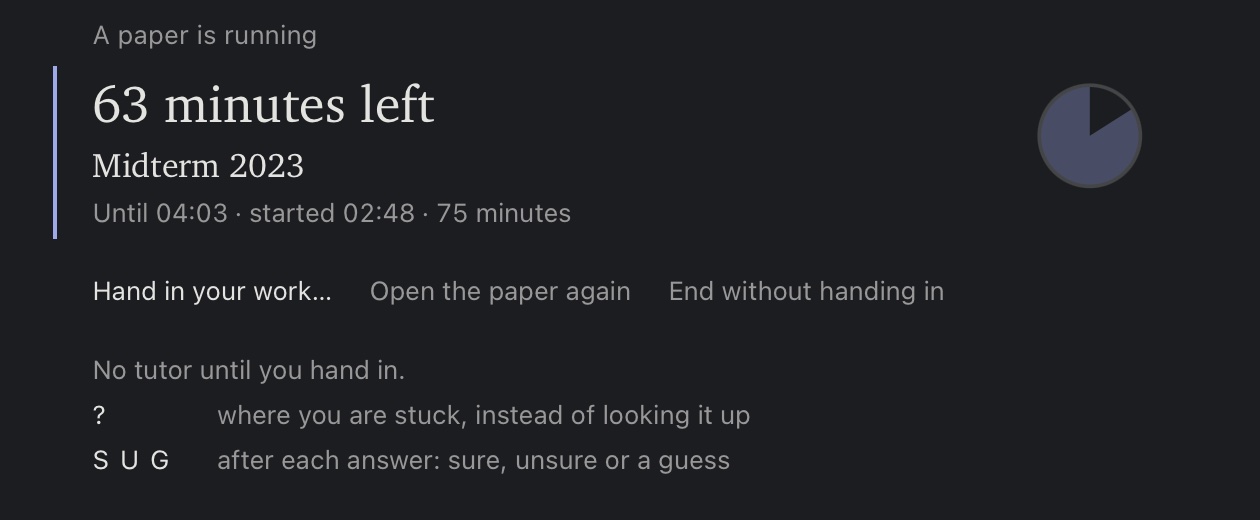 A paper is running
63 minutes left
Midterm 2023
Until 04:03 · started 02:48 · 75 minutes
Hand in your work... Open the paper again End without handing in
No tutor until you hand in.
? where you are stuck, instead of looking it up
S U G after each answer: sure, unsure or a guess